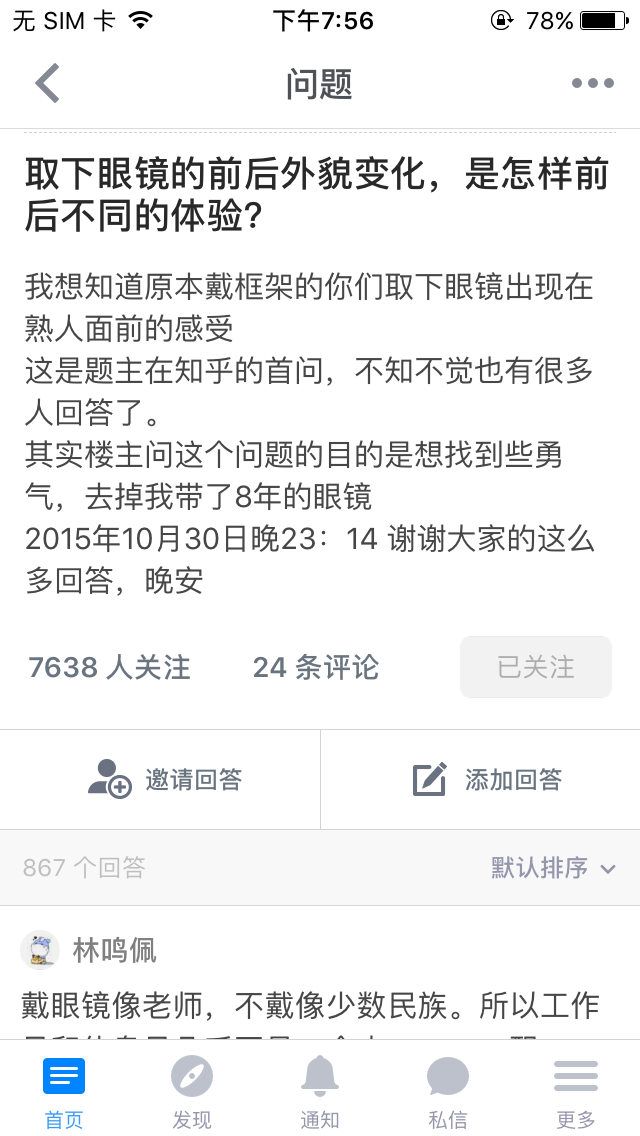 无 SIM 卡 下午7:56 78%
问题
取下眼镜的前后外貌变化，是怎样前
后不同的体验？
我想知道原本戴框架的你们取下眼镜出现在
熟人面前的感受
这是题主在知乎的首问，不知不觉也有很多
人回答了。
其实楼主问这个问题的目的是想找到些勇
气，去掉我带了8年的眼镜
2015年10月30日晚23：14 谢谢大家的这么
多回答，晚安
7638 人关注 24 条评论 已关注
邀请回答 添加回答
867 个回答 默认排序
林鸣佩
戴眼镜像老师，不戴像少数民族。所以工作
首页 发现 通知 私信 更多